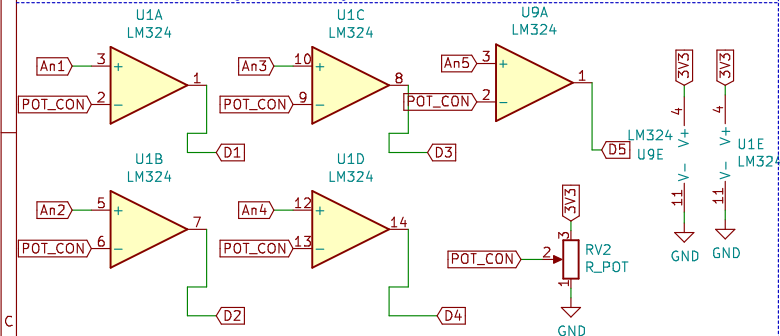 U1A
LM324
An1
3
+
POT_CON
2
−
1
D1
U1C
LM324
An3
10
+
POT_CON
9
−
8
D3
U9A
LM324
An5
3
+
POT_CON
2
−
1
D5
3V3
4
V+
LM324
U9E
V-
11
GND
3V3
4
V+
U1E
LM324
V-
11
GND
U1B
LM324
An2
5
+
POT_CON
6
−
7
D2
U1D
LM324
An4
12
+
POT_CON
13
−
14
D4
3V3
3
POT_CON
2
RV2
R_POT
1
GND
C